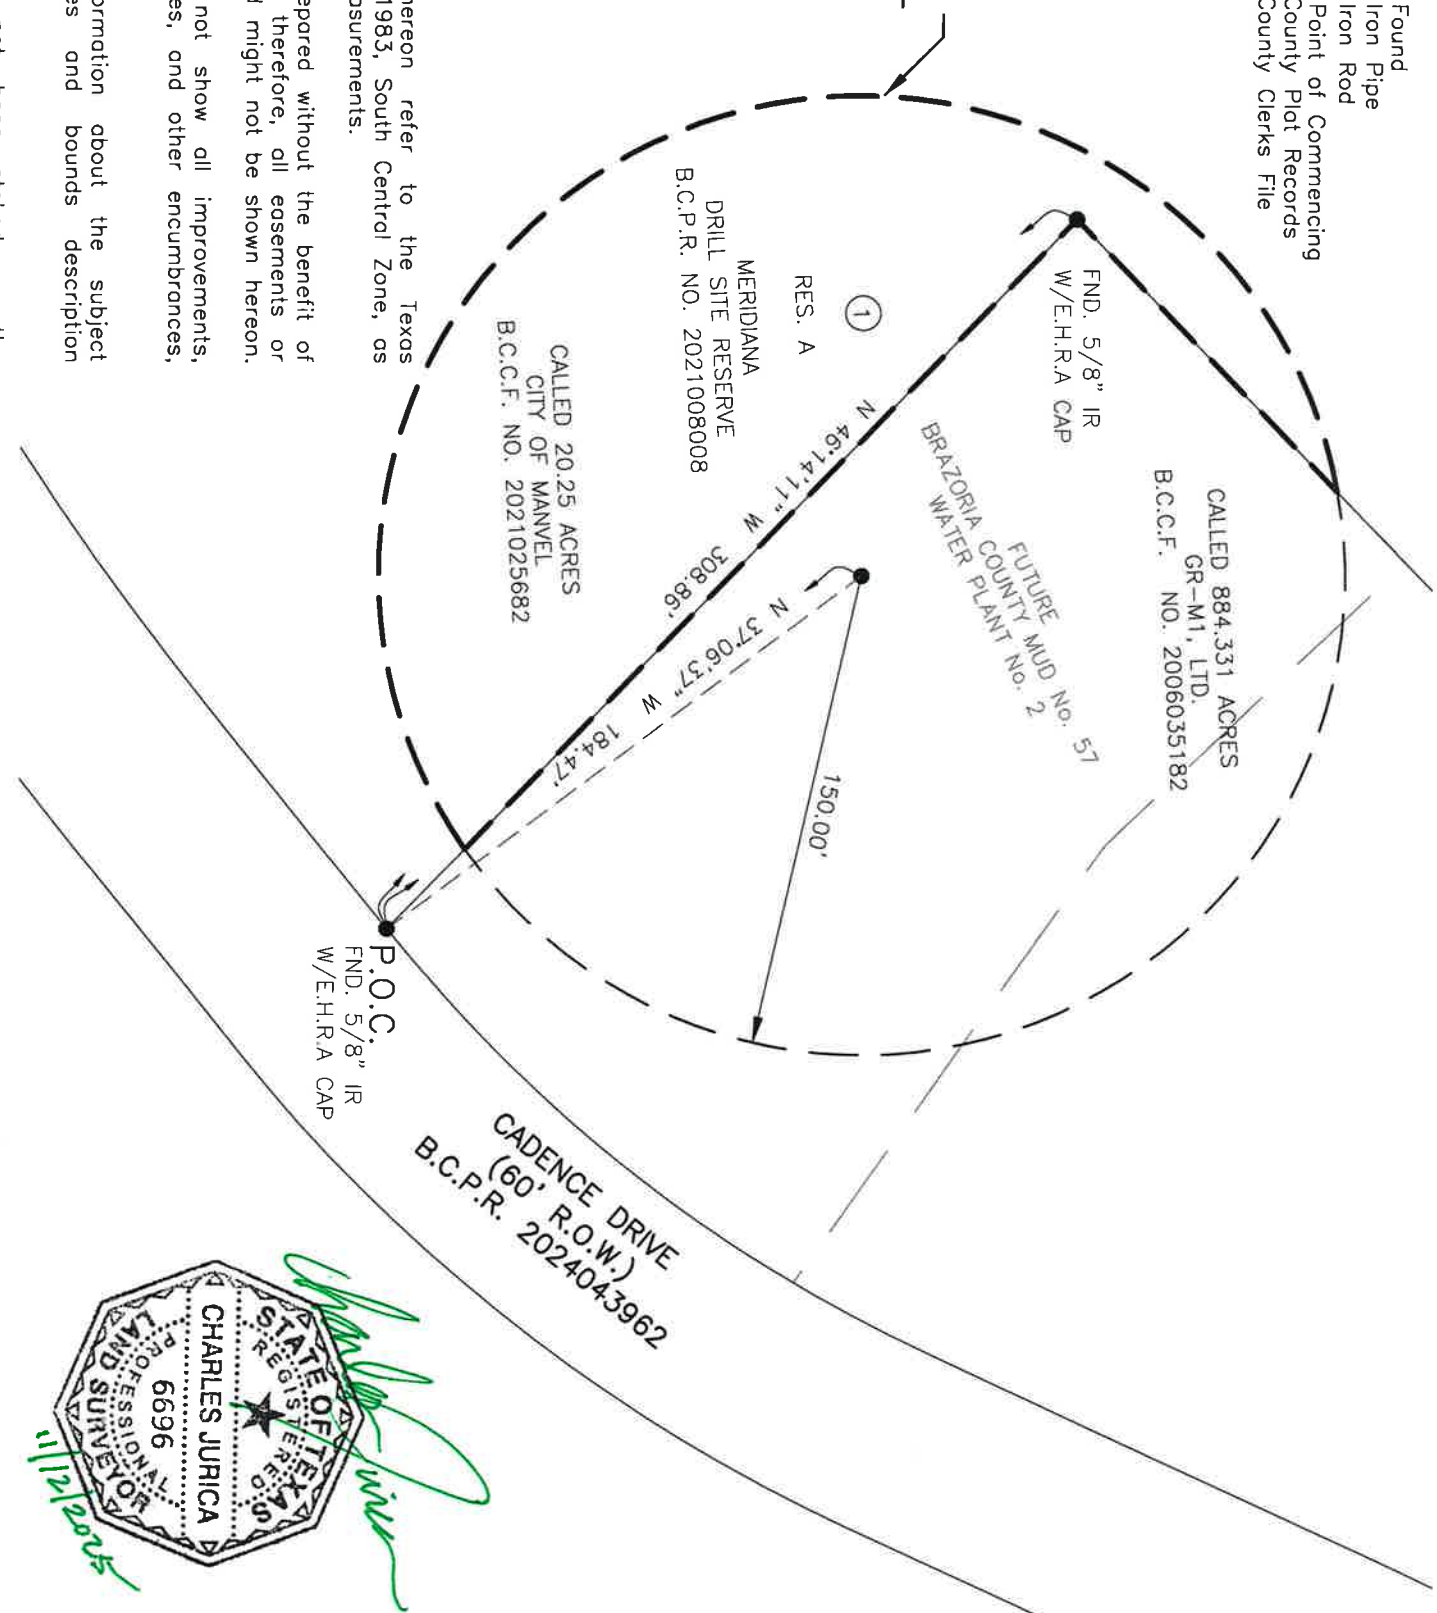 Found
Iron Pipe
Iron Rod
Point of Commencing
County Plat Records
County Clerks File
FND. 5/8" IR
W/E.H.R.A CAP
CALLED 884.331 ACRES
GR-M1, LTD.
B.C.C.F. NO. 2006035182
FUTURE
BRAZORIA COUNTY MUD No. 57
WATER PLANT No. 2
1
RES. A
MERIDIANA
DRILL SITE RESERVE
B.C.P.R. NO. 2021008008
N 46°14'11" W 308.86'
N 37°06'37" W 184.47'
150.00'
CALLED 20.25 ACRES
CITY OF MANVEL
B.C.C.F. NO. 2021025682
P.O.C.
FND. 5/8" IR
W/E.H.R.A CAP
CADENCE DRIVE
(60' R.O.W.)
B.C.P.R. 2024043962
hereon refer to the Texas
1983, South Central Zone, as
asurements.
epared without the benefit of
therefore, all easements or
d might not be shown hereon.
not show all improvements,
es, and other encumbrances,
ormation about the subject
es and bounds description
STATE OF TEXAS
REGISTERED
CHARLES JURICA
6696
PROFESSIONAL
LAND SURVEYOR
11/12/2025